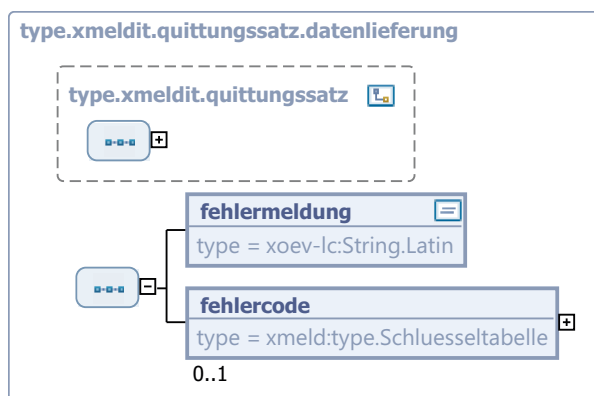 type.xmeldit.quittungssatz.datenlieferung
type.xmeldit.quittungssatz
fehlermeldung
type = xoev-lc:String.Latin
fehlercode
type = xmeld:type.Schluesseltabelle
0..1